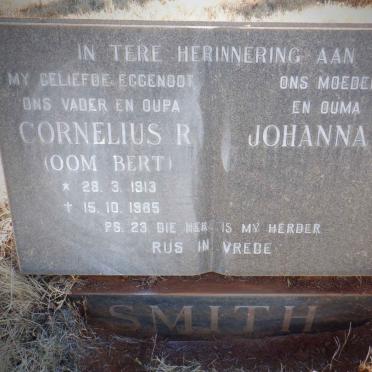 IN TERE HERINNERING AAN
MY GELIEFDE EGGENOOT
ONS VADER EN OUPA
CORNELIUS R
(OOM BERT)
* 28. 3. 1913
† 15. 10. 1985
ONS MOEDER
EN OUMA
JOHANNA
PS. 23 DIE HERE IS MY HERDER
RUS IN VREDE
SMITH